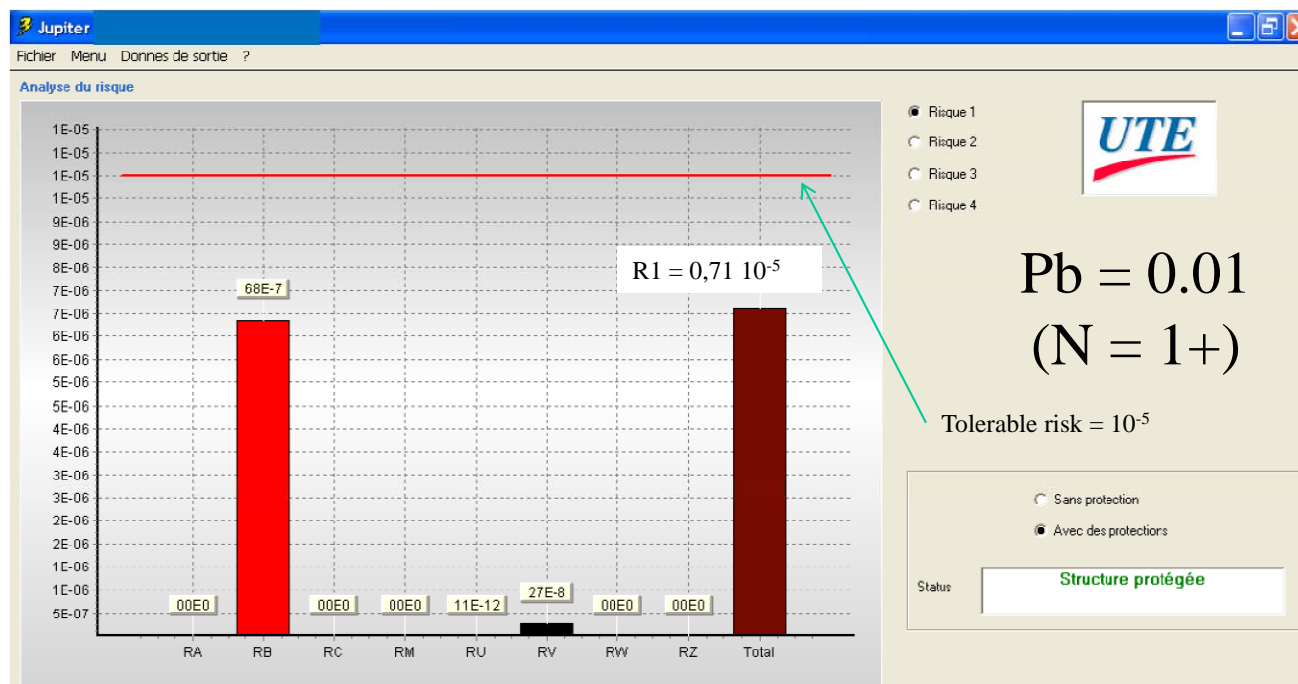 Jupiter
Fichier Menu Donnes de sortie ?
Analyse du risque
1E-05
1E-05
1E-05
1E-05
9E-06
9E-06
8E-06
7E-06
7E-06
6E-06
6E-06
5E-06
5E-06
4E-06
4E-06
3E-06
3E-06
2E-06
2E-06
1E-06
1E-06
5E-07
R1 = 0,71 10-5
68E-7
00E0
00E0
00E0
11E-12
27E-8
00E0
00E0
RA RB RC RM RU RV RW RZ Total
Risque 1
Risque 2
Risque 3
Risque 4
UTE
Pb = 0.01
(N = 1+)
Tolerable risk = 10-5
Sans protection
Avec des protections
Status
Structure protégée